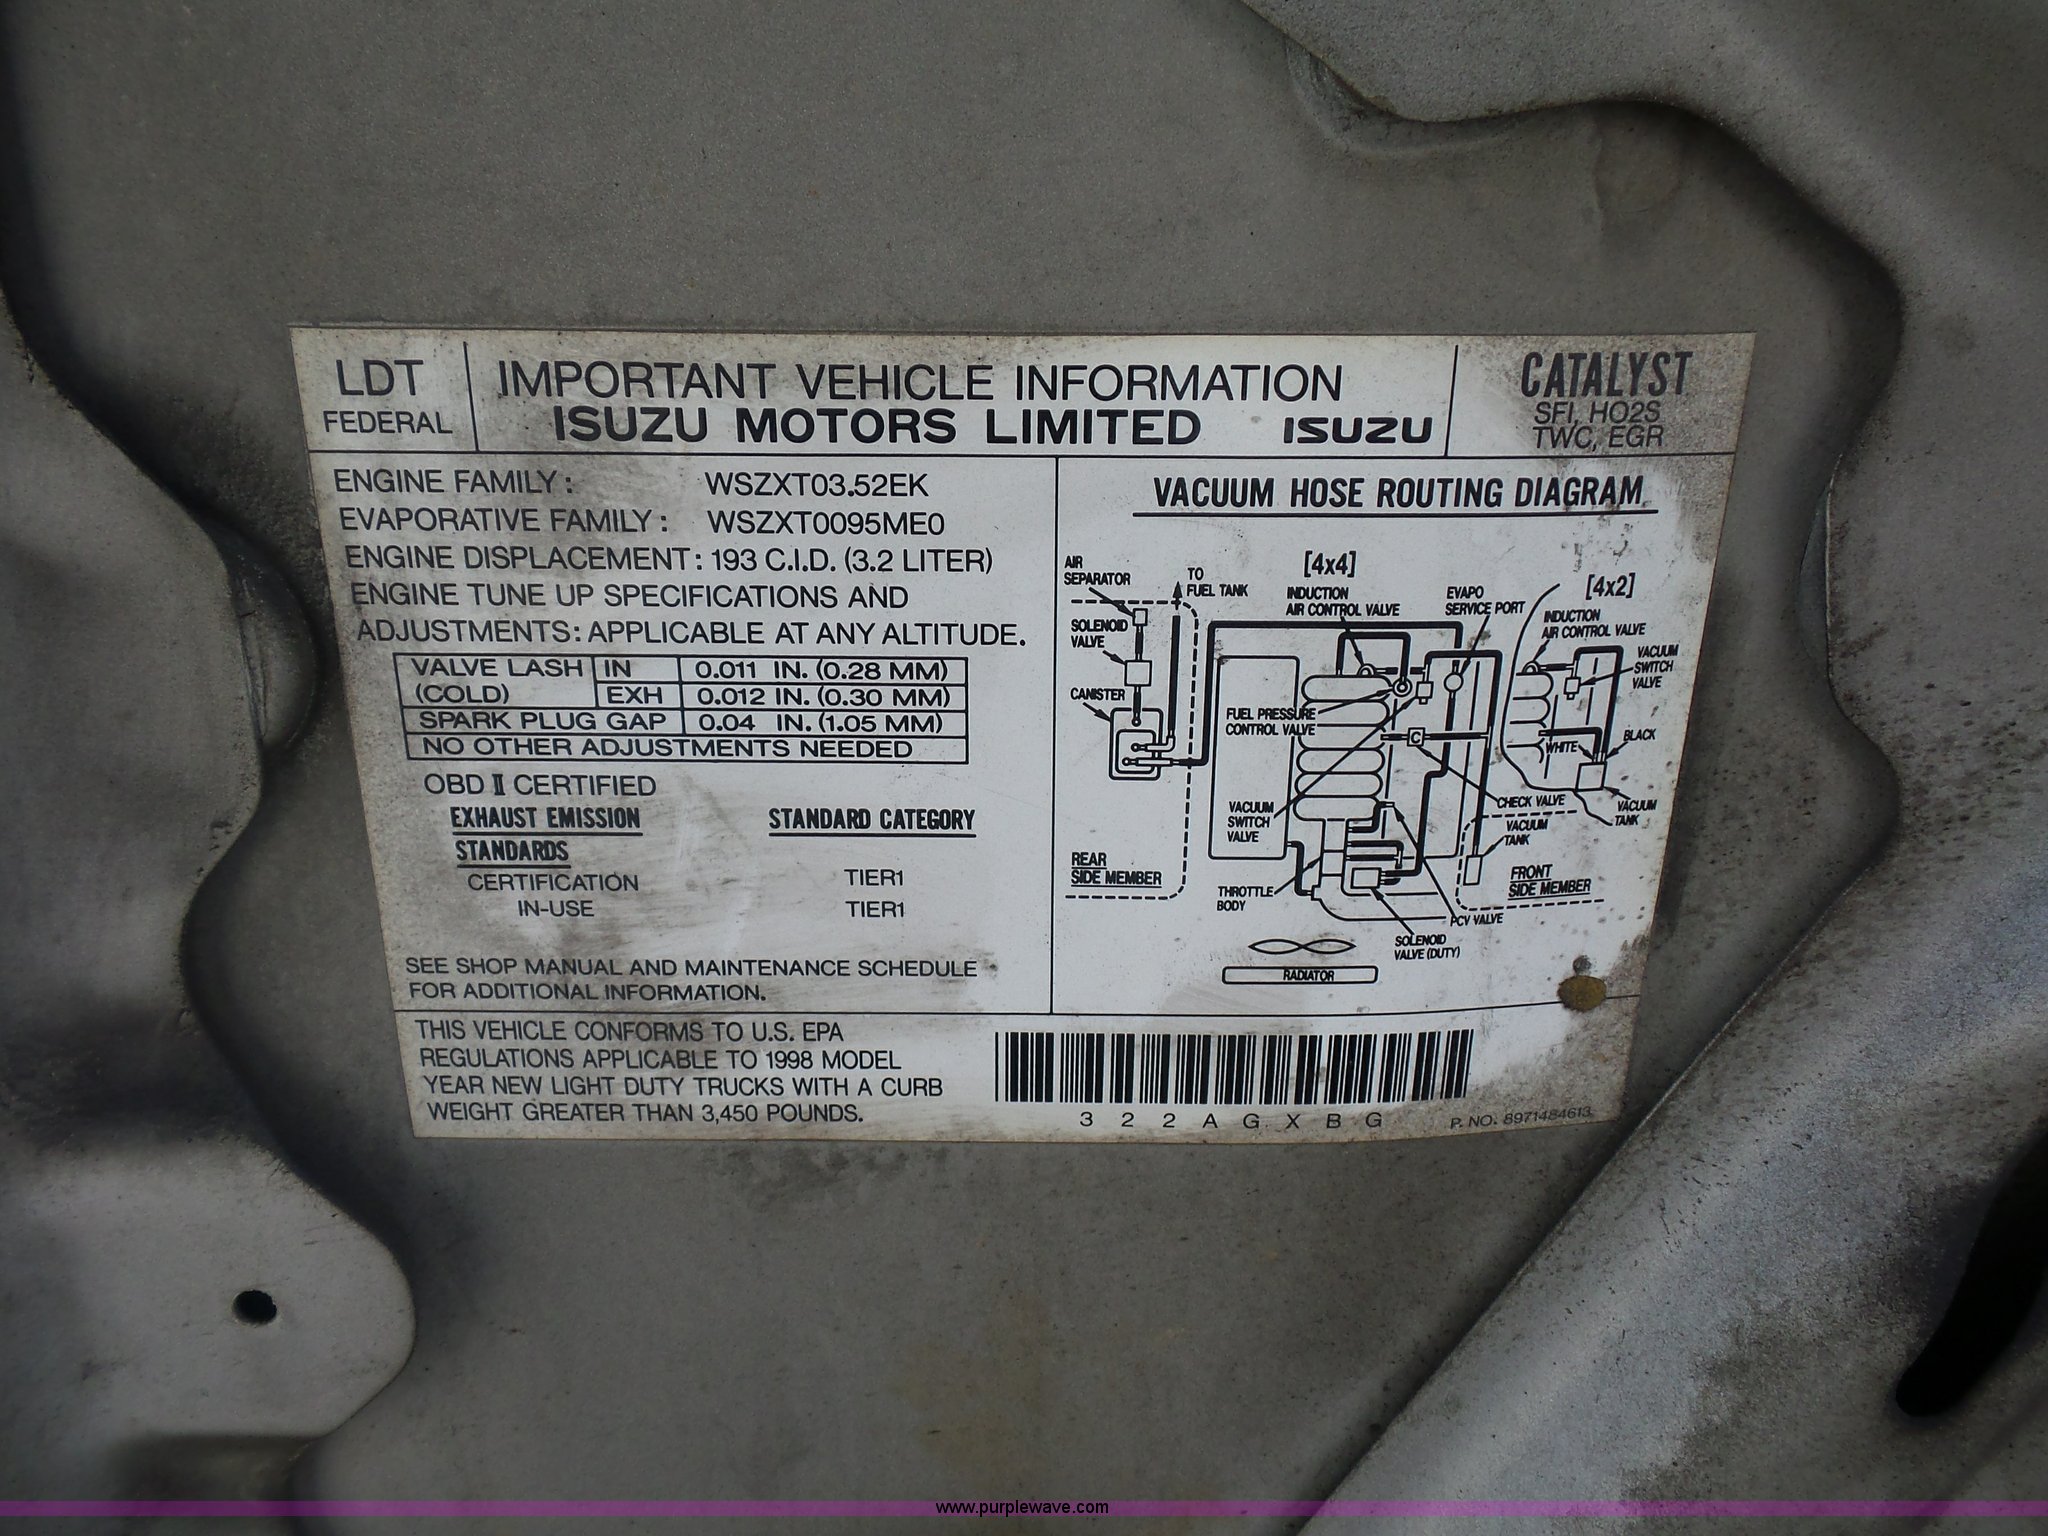 LDT
FEDERAL
IMPORTANT VEHICLE INFORMATION
ISUZU MOTORS LIMITED ISUZU
CATALYST
SFI, HO2S
TWC, EGR
ENGINE FAMILY : WSZXT03.52EK
EVAPORATIVE FAMILY : WSZXT0095ME0
ENGINE DISPLACEMENT : 193 C.I.D. (3.2 LITER)
ENGINE TUNE UP SPECIFICATIONS AND
ADJUSTMENTS : APPLICABLE AT ANY ALTITUDE.
VALVE LASH IN 0.011 IN. (0.28 MM)
(COLD) EXH 0.012 IN. (0.30 MM)
SPARK PLUG GAP 0.04 IN. (1.05 MM)
NO OTHER ADJUSTMENTS NEEDED
OBD II CERTIFIED
EXHAUST EMISSION STANDARD CATEGORY
STANDARDS
CERTIFICATION TIER1
IN-USE TIER1
SEE SHOP MANUAL AND MAINTENANCE SCHEDULE
FOR ADDITIONAL INFORMATION.
VACUUM HOSE ROUTING DIAGRAM
AIR
SEPARATOR
TO
FUEL TANK
SOLENOID
VALVE
CANISTER
REAR
SIDE MEMBER
[4x4]
INDUCTION
AIR CONTROL VALVE
EVAPO
SERVICE PORT
FUEL PRESSURE
CONTROL VALVE
C
VACUUM
SWITCH
VALVE
THROTTLE
BODY
SOLENOID
VALVE (DUTY)
PCV VALVE
RADIATOR
CHECK VALVE
VACUUM
TANK
FRONT
SIDE MEMBER
[4x2]
INDUCTION
AIR CONTROL VALVE
VACUUM
SWITCH
VALVE
WHITE
BLACK
VACUUM
TANK
THIS VEHICLE CONFORMS TO U.S. EPA
REGULATIONS APPLICABLE TO 1998 MODEL
YEAR NEW LIGHT DUTY TRUCKS WITH A CURB
WEIGHT GREATER THAN 3,450 POUNDS.
3 2 2 A G X B G
P. NO. 8971484613
www.purplewave.com